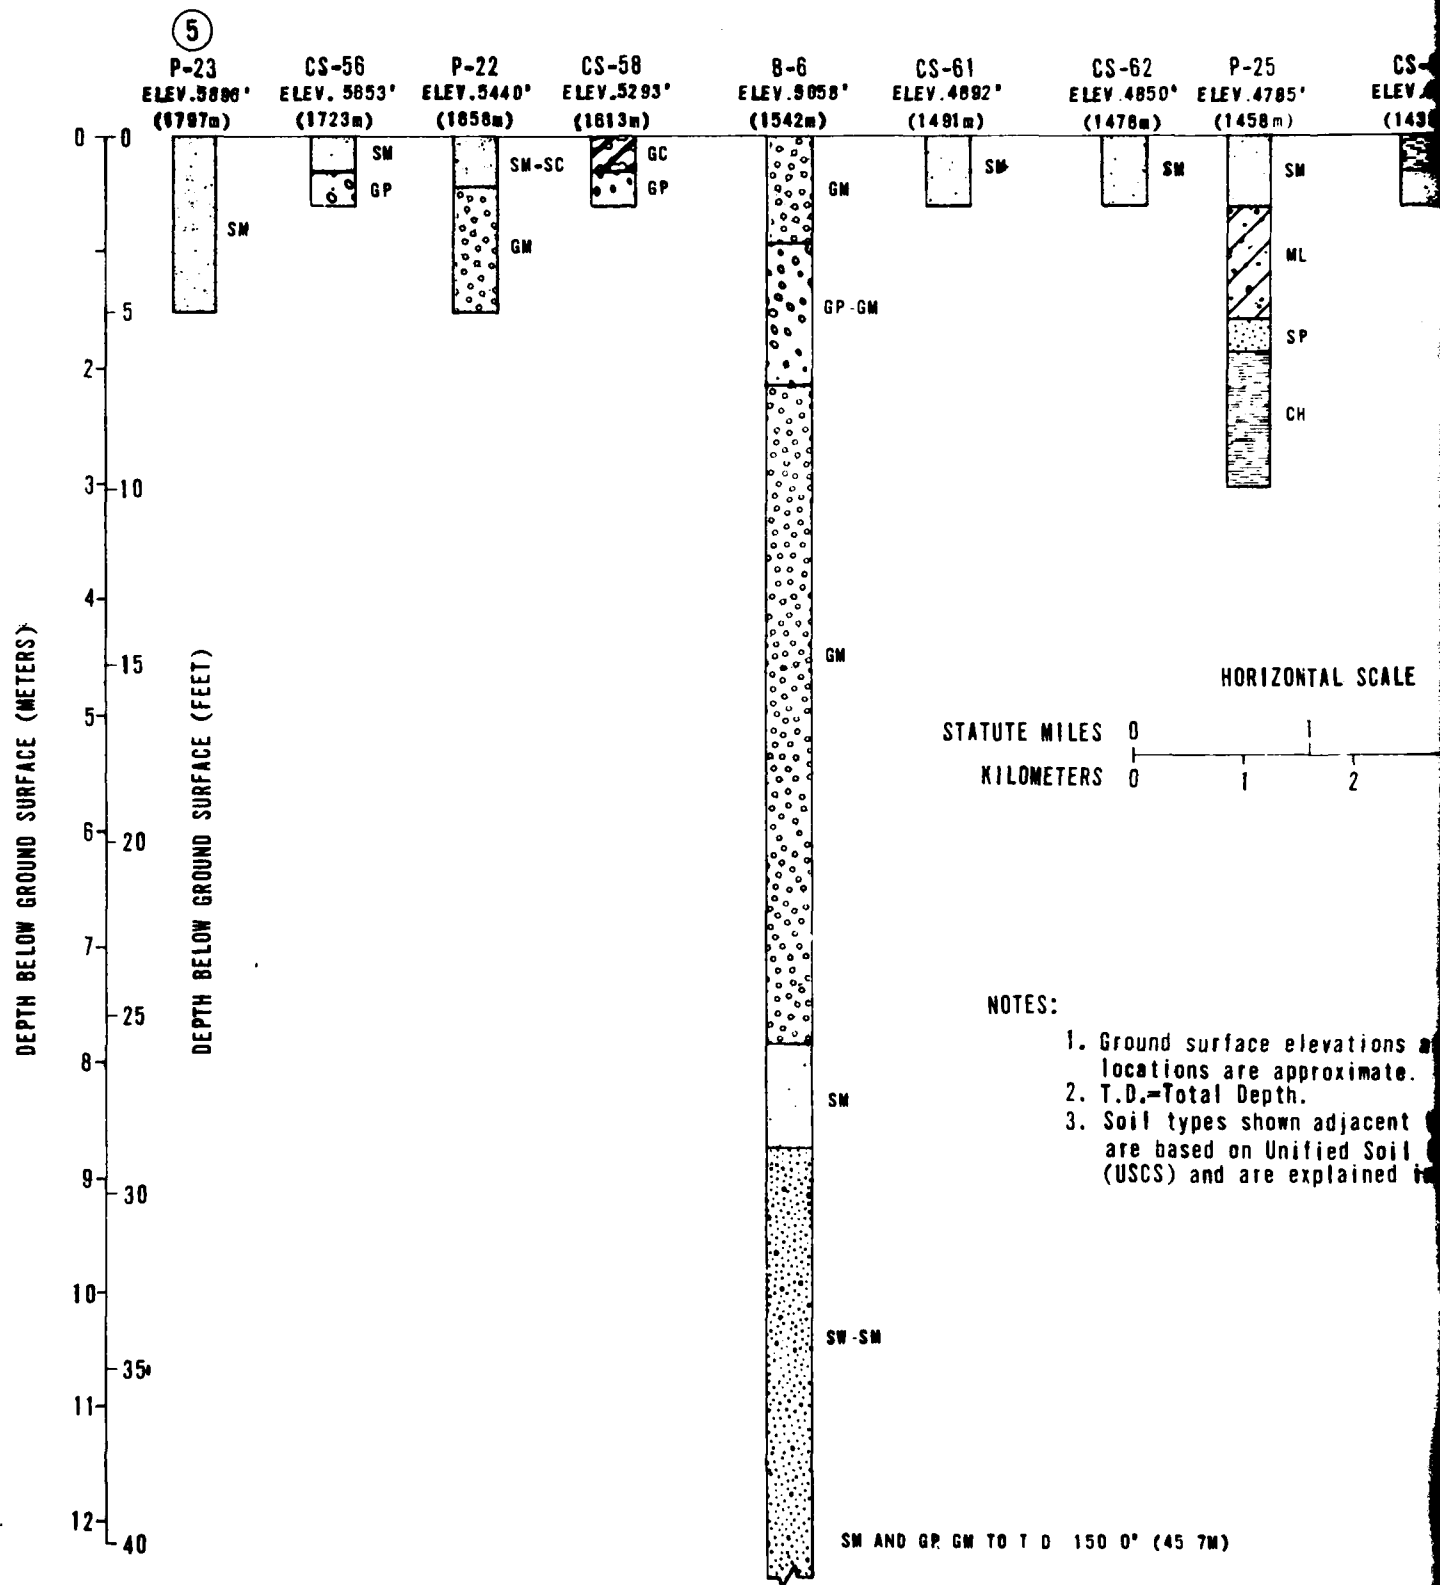 5
P-23
ELEV.5896'
(1797m)
CS-56
ELEV.5653'
(1723m)
P-22
ELEV.5440'
(1658m)
CS-58
ELEV.5293'
(1613m)
B-6
ELEV.5058'
(1542m)
CS-61
ELEV.4892'
(1491m)
CS-62
ELEV.4850'
(1478m)
P-25
ELEV.4785'
(1458m)
CS-
ELEV.
(143
0 0
5
2
3 10
4
15
5
6 20
7
25
8
9 30
10
35
11
12 40
DEPTH BELOW GROUND SURFACE (METERS)
DEPTH BELOW GROUND SURFACE (FEET)
SM
SM
GP
SM-SC
GM
GC
GP
GM
GP-GM
GM
SM
SW-SM
SM AND GP. GM TO T D 150 0' (45 7M)
SM
SM
SM
ML
SP
CH
HORIZONTAL SCALE
STATUTE MILES 0 1
KILOMETERS 0 1 2
NOTES:
1. Ground surface elevations
locations are approximate.
2. T.D.=Total Depth.
3. Soil types shown adjacent
are based on Unified Soil
(USCS) and are explained